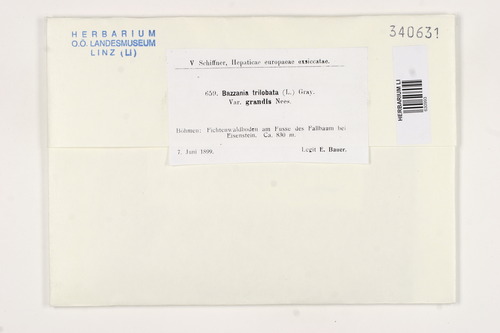 HERBARIUM
O.Ö. LANDESMUSEUM
LINZ (LI)
340631
V Schiffner, Hepaticae europaeae exsiccatae.
659. Bazzania trilobata (L.) Gray.
Var. grandis Nees.
Böhmen: Fichtenwaldboden am Fusse des Fallbaum bei
Eisenstein. Ca. 830 m.
7. Juni 1899. Legit E. Bauer.
HERBARIUM LI